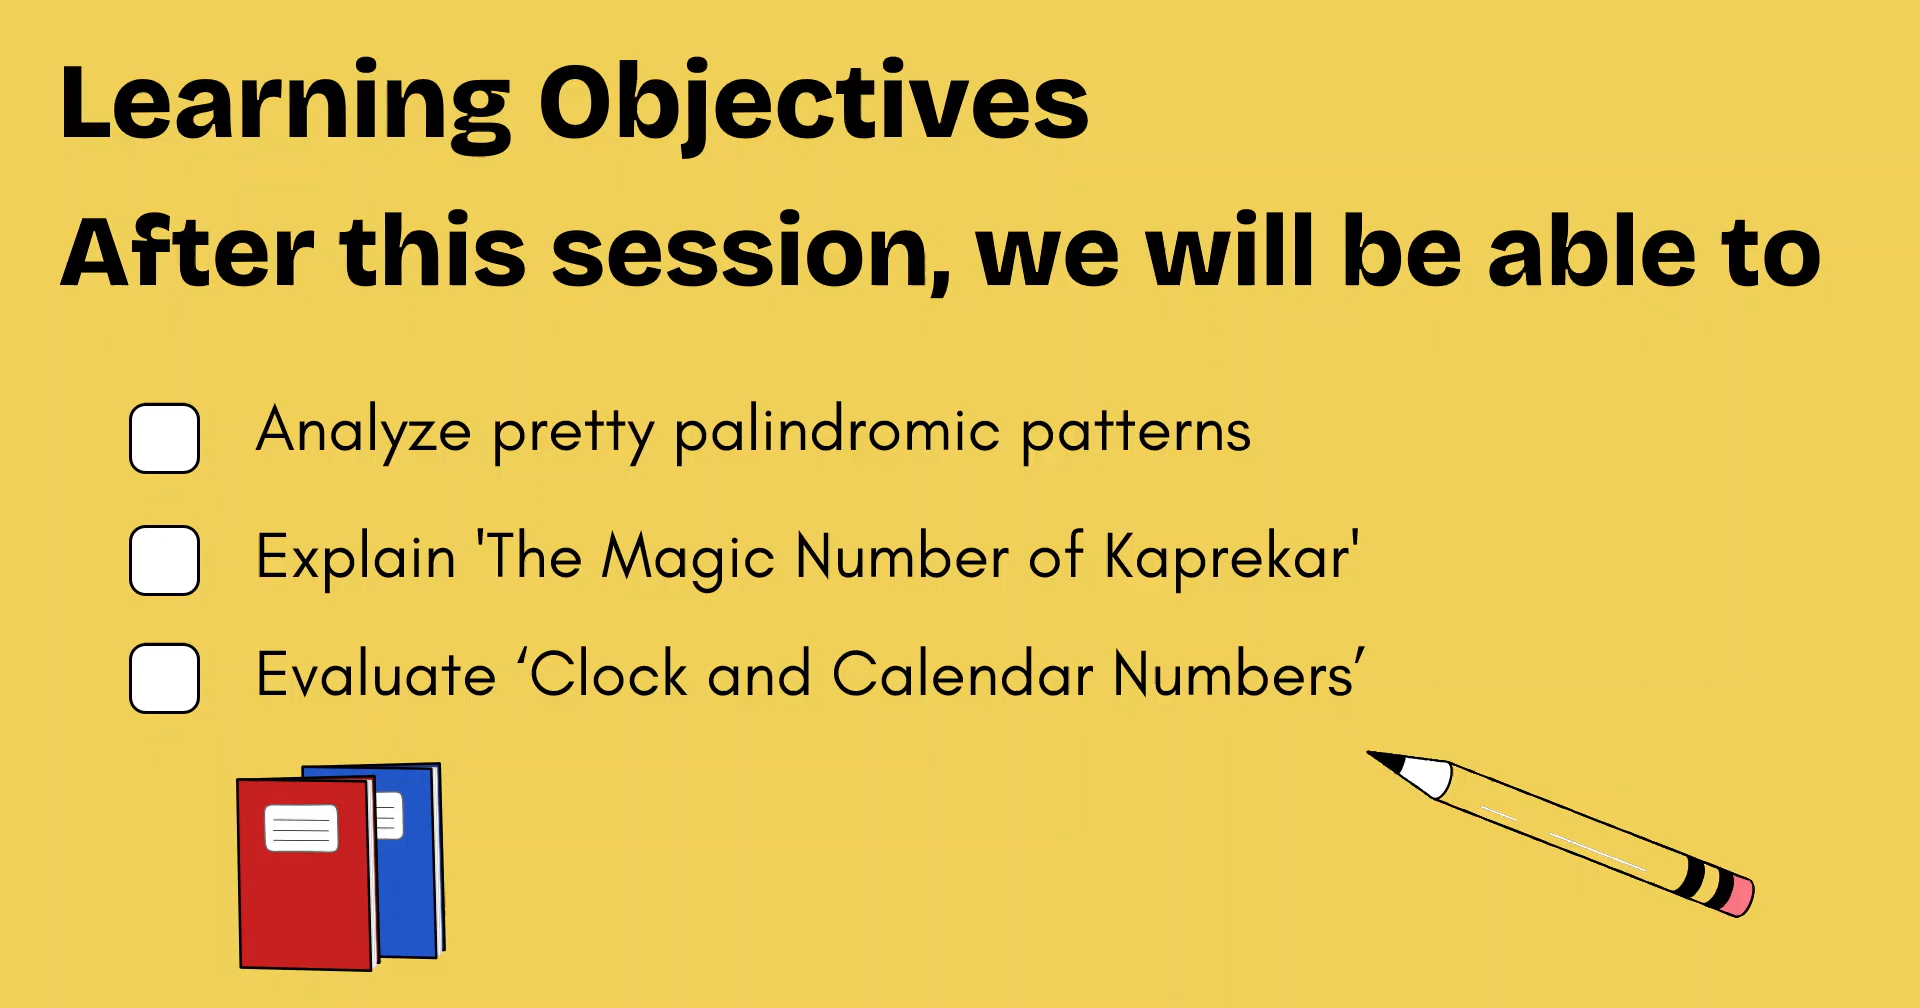 Learning Objectives
After this session, we will be able to
Analyze pretty palindromic patterns
Explain 'The Magic Number of Kaprekar'
Evaluate ‘Clock and Calendar Numbers’